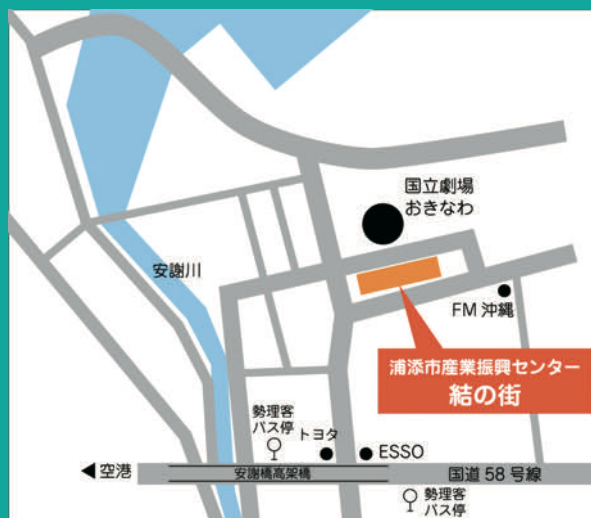 国立劇場
おきなわ
安謝川
FM 沖縄
浦添市産業振興センター
結の街
勢理客
バス停
トヨタ
ESSO
空港
安謝橋高架橋
国道 58 号線
勢理客
バス停